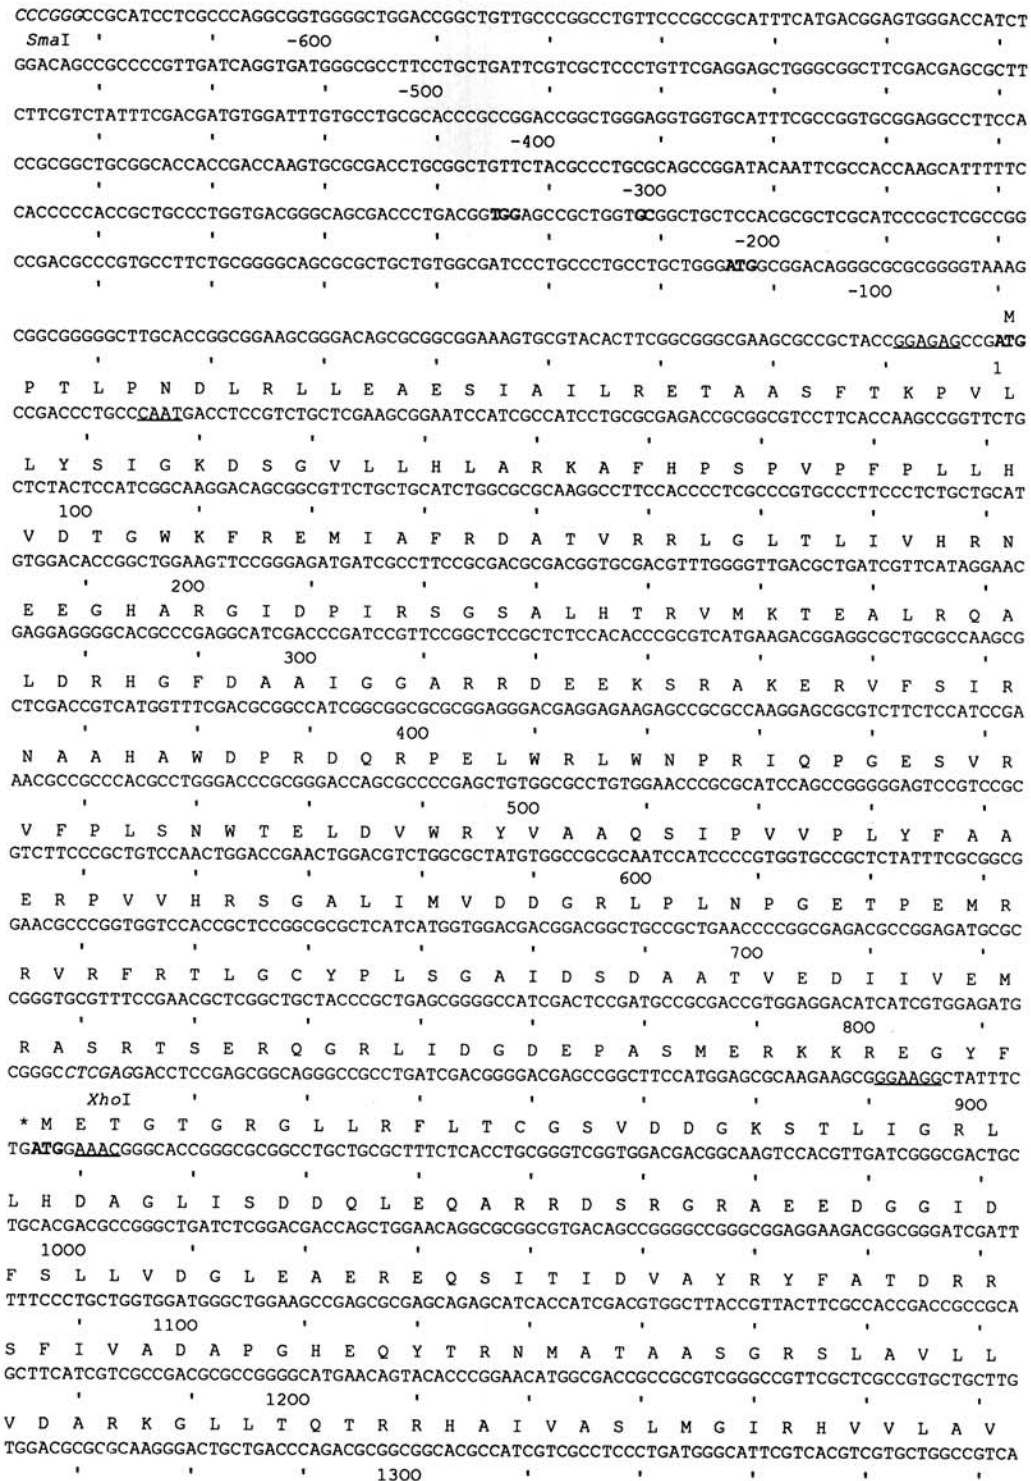 CCCGGGCCGCATCCTCGCCCAGGCGGTGGGGCTGGACCGGCTGTTGCCCGGCCTGTTCCCGCCGCATTTCATGACGGAGTGGGACCATCT
SmaI ' ' -600 ' ' ' ' ' '
GGACAGCCGCCCCGTTGATCAGGTGATGGGCGCCTTCCTGCTGATTCGTCGCTCCCTGTTCGAGGAGCTGGGCGGCTTCGACGAGCGCTT
' ' ' -500 ' ' ' ' '
CTTCGTCTATTTCGACGATGTGGATTTGTGCCTGCGCACCCGCCGGACCGGCTGGGAGGTGGTGCATTTCGCCGGTGCGGAGGCCTTCCA
' ' ' ' -400 ' ' ' '
CCGCGGCTGCGGCACCACCGACCAAGTGCGCGACCTGCGGCTGTTCTACGCCCTGCGCAGCCGGATACAATTCGCCACCAAGCATTTTTC
' ' ' ' ' -300 ' ' '
CACCCCCACCGCTGCCCTGGTGACGGGCAGCGACCCTGACGGTGGAGCCGCTGGTGCGGCTGCTCCACGCGCTCGCATCCCGCTCGCCGG
' ' ' ' ' ' -200 ' '
CCGACGCCCGTGCCTTCTGCGGGGCAGCGCGCTGCTGTGGCGATCCCTGCCCTGCCTGCTGGGATGGCGGACAGGGCGCGCGGGGTAAAG
' ' ' ' ' ' ' -100 '
M
CGGCGGGGGCTTGCACCGGCGGAAGCGGGACAGCGCGGCGGAAAGTGCGTACACTTCGGCGGGCGAAGCGCCGCTACCGGAGAGCCGATG
' ' ' ' ' ' ' ' 1
P T L P N D L R L L E A E S I A I L R E T A A S F T K P V L
CCGACCCTGCCCAATGACCTCCGTCTGCTCGAAGCGGAATCCATCGCCATCCTGCGCGAGACCGCGGCGTCCTTCACCAAGCCGGTTCTG
' ' ' ' ' ' ' ' '
L Y S I G K D S G V L L H L A R K A F H P S P V P F P L L H
CTCTACTCCATCGGCAAGGACAGCGGCGTTCTGCTGCATCTGGCGCGCAAGGCCTTCCACCCCTCGCCCGTGCCCTTCCCTCTGCTGCAT
100 ' ' ' ' ' ' ' '
V D T G W K F R E M I A F R D A T V R R L G L T L I V H R N
GTGGACACCGGCTGGAAGTTCCGGGAGATGATCGCCTTCCGCGACGCGACGGTGCGACGTTTGGGGTTGACGCTGATCGTTCATAGGAAC
' 200 ' ' ' ' ' ' '
E E G H A R G I D P I R S G S A L H T R V M K T E A L R Q A
GAGGAGGGGCACGCCCGAGGCATCGACCCGATCCGTTCCGGCTCCGCTCTCCACACCCGCGTCATGAAGACGGAGGCGCTGCGCCAAGCG
' ' 300 ' ' ' ' ' '
L D R H G F D A A I G G A R R D E E K S R A K E R V F S I R
CTCGACCGTCATGGTTTCGACGCGGCCATCGGCGGCGCGCGGAGGGACGAGGAGAAGAGCCGCGCCAAGGAGCGCGTCTTCTCCATCCGA
' ' ' 400 ' ' ' ' '
N A A H A W D P R D Q R P E L W R L W N P R I Q P G E S V R
AACGCCGCCCACGCCTGGGACCCGCGGGACCAGCGCCCCGAGCTGTGGCGCCTGTGGAACCCGCGCATCCAGCCGGGGGAGTCCGTCCGC
' ' ' ' 500 ' ' ' '
V F P L S N W T E L D V W R Y V A A Q S I P V V P L Y F A A
GTCTTCCCGCTGTCCAACTGGACCGAACTGGACGTCTGGCGCTATGTGGCCGCGCAATCCATCCCCGTGGTGCCGCTCTATTTCGCGGCG
' ' ' ' ' 600 ' ' '
E R P V V H R S G A L I M V D D G R L P L N P G E T P E M R
GAACGCCCGGTGGTCCACCGCTCCGGCGCGCTCATCATGGTGGACGACGGACGGCTGCCGCTGAACCCCGGCGAGACGCCGGAGATGCGC
' ' ' ' ' ' 700 ' '
R V R F R T L G C Y P L S G A I D S D A A T V E D I I V E M
CGGGTGCGTTTCCGAACGCTCGGCTGCTACCCGCTGAGCGGGGCCATCGACTCCGATGCCGCGACCGTGGAGGACATCATCGTGGAGATG
' ' ' ' ' ' ' 800 '
R A S R T S E R Q G R L I D G D E P A S M E R K K R E G Y F
CGGGCCTCGAGGACCTCCGAGCGGCAGGGCCGCCTGATCGACGGGGACGAGCCGGCTTCCATGGAGCGCAAGAAGCGGGAAGGCTATTTC
XhoI ' ' ' ' ' ' ' 900
* M E T G T G R G L L R F L T C G S V D D G K S T L I G R L
TGATGGAAACGGGCACCGGGCGCGGCCTGCTGCGCTTTCTCACCTGCGGGTCGGTGGACGACGGCAAGTCCACGTTGATCGGGCGACTGC
' ' ' ' ' ' ' ' '
L H D A G L I S D D Q L E Q A R R D S R G R A E E D G G I D
TGCACGACGCCGGGCTGATCTCGGACGACCAGCTGGAACAGGCGCGGCGTGACAGCCGGGGCCGGGCGGAGGAAGACGGCGGGATCGATT
1000 ' ' ' ' ' ' ' '
F S L L V D G L E A E R E Q S I T I D V A Y R Y F A T D R R
TTTCCCTGCTGGTGGATGGGCTGGAAGCCGAGCGCGAGCAGAGCATCACCATCGACGTGGCTTACCGTTACTTCGCCACCGACCGCCGCA
' 1100 ' ' ' ' ' ' '
S F I V A D A P G H E Q Y T R N M A T A A S G R S L A V L L
GCTTCATCGTCGCCGACGCGCCGGGGCATGAACAGTACACCCGGAACATGGCGACCGCCGCGTCGGGCCGTTCGCTCGCCGTGCTGCTTG
' ' 1200 ' ' ' ' ' '
V D A R K G L L T Q T R R H A I V A S L M G I R H V V L A V
TGGACGCGCGCAAGGGACTGCTGACCCAGACGCGGCGGCACGCCATCGTCGCCTCCCTGATGGGCATTCGTCACGTCGTGCTGGCCGTCA
' ' ' 1300 ' ' ' ' '